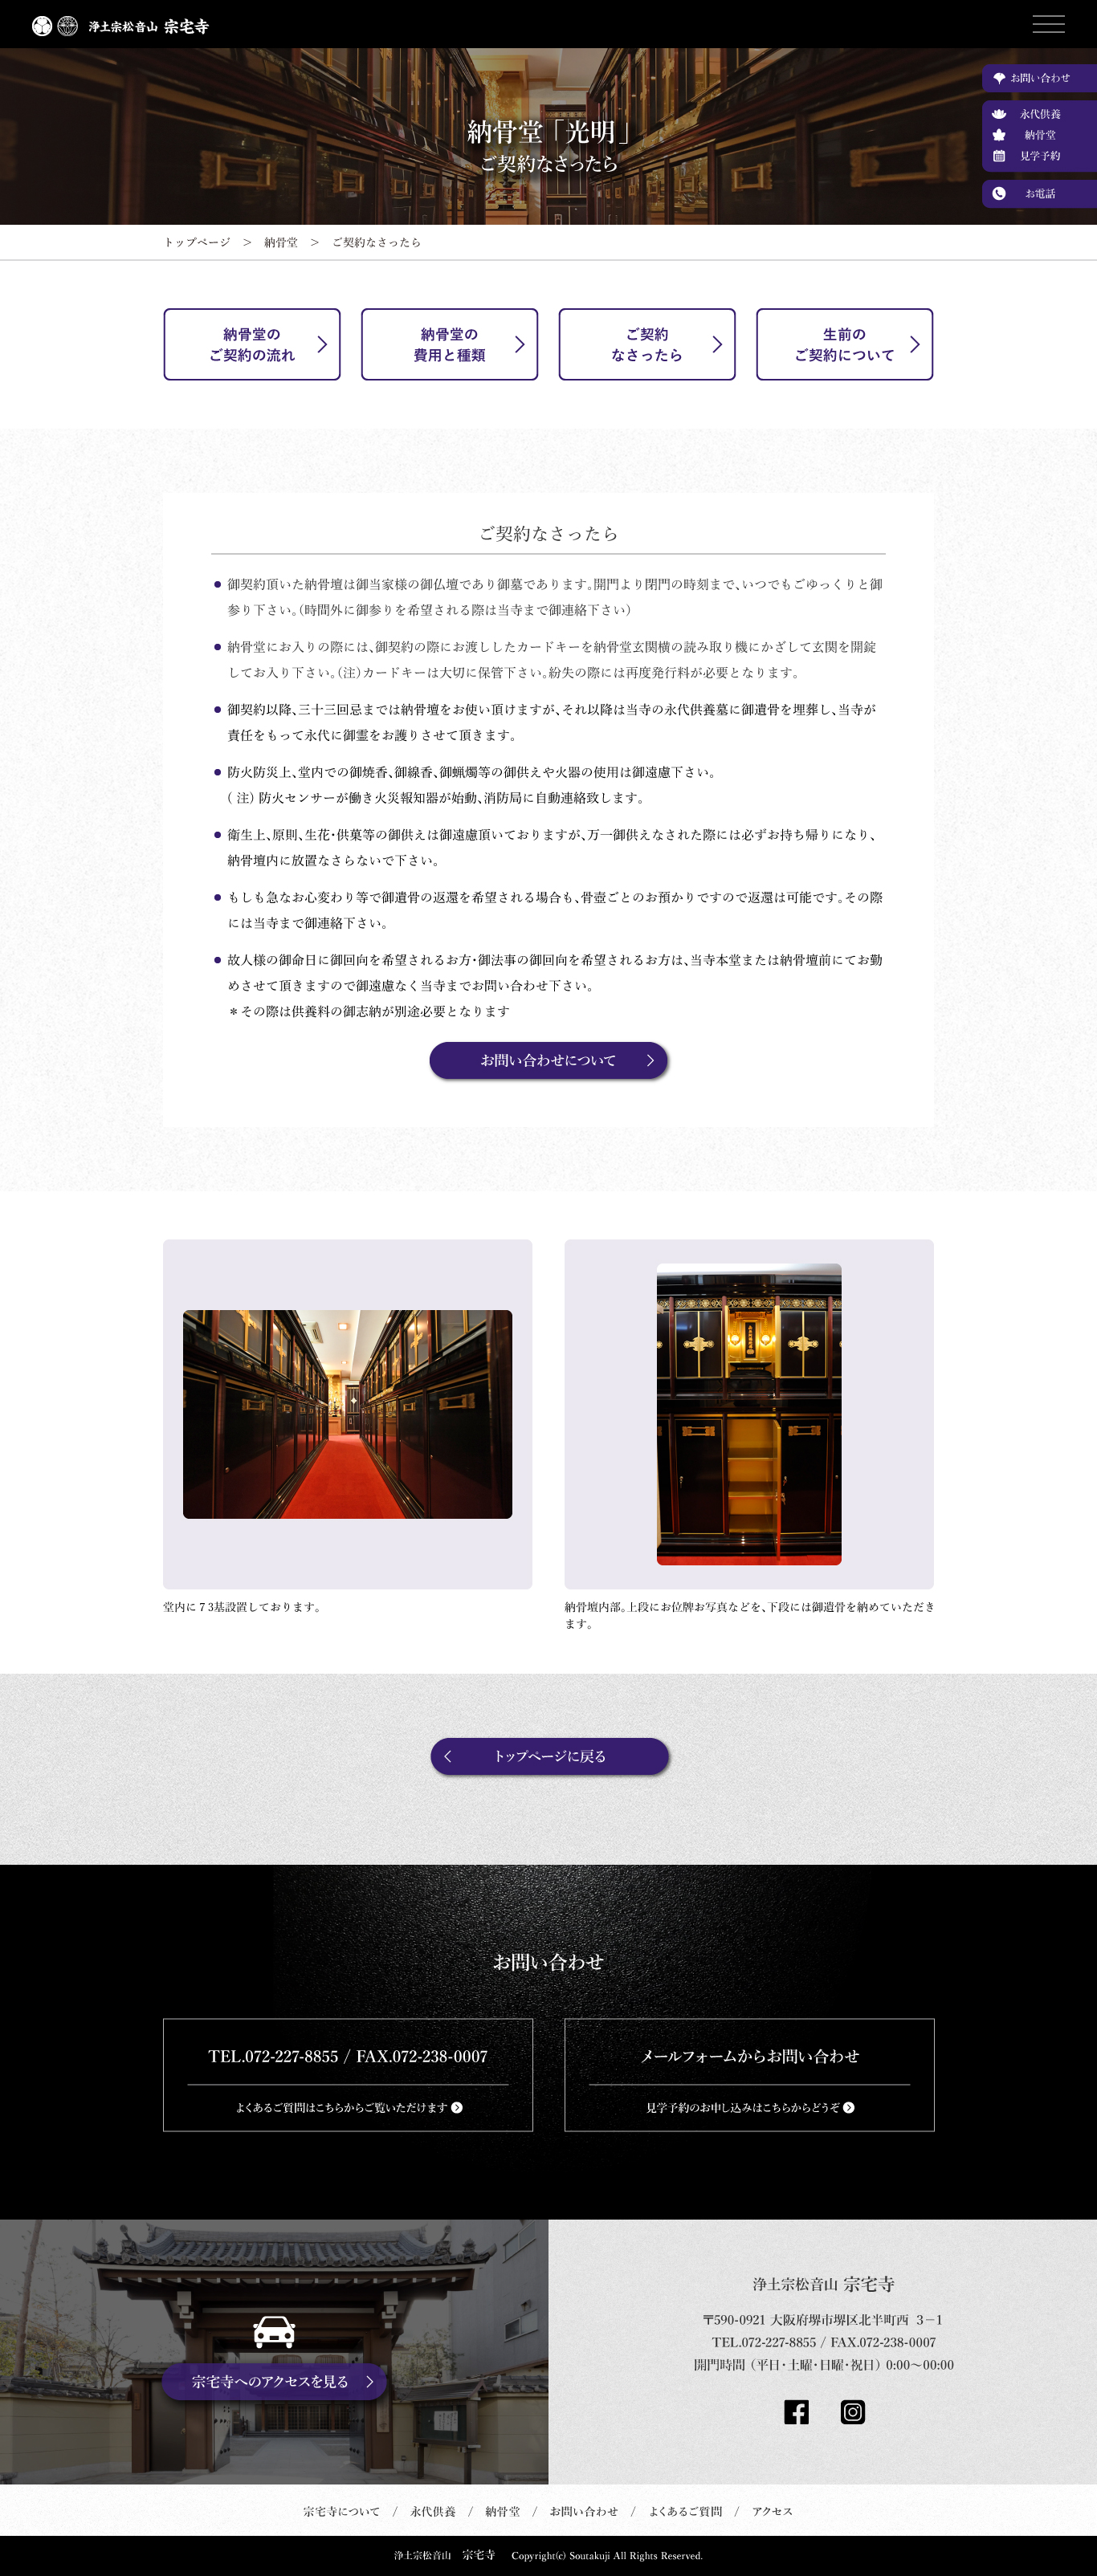 浄土宗松音山 宗宅寺
お問い合わせ
永代供養
納骨堂
見学予約
お電話
納骨堂「光明」
ご契約なさったら
トップページ ＞ 納骨堂 ＞ ご契約なさったら
納骨堂の
ご契約の流れ
納骨堂の
費用と種類
ご契約
なさったら
生前の
ご契約について
ご契約なさったら
御契約頂いた納骨壇は御当家様の御仏壇であり御墓であります。開門より閉門の時刻まで、いつでもごゆっくりと御
参り下さい。（時間外に御参りを希望される際は当寺まで御連絡下さい）
納骨堂にお入りの際には、御契約の際にお渡ししたカードキーを納骨堂玄関横の読み取り機にかざして玄関を開錠
してお入り下さい。（注）カードキーは大切に保管下さい。紛失の際には再度発行料が必要となります。
御契約以降、三十三回忌までは納骨壇をお使い頂けますが、それ以降は当寺の永代供養墓に御遺骨を埋葬し、当寺が
責任をもって永代に御霊をお護りさせて頂きます。
防火防災上、堂内での御焼香、御線香、御蝋燭等の御供えや火器の使用は御遠慮下さい。
（ 注） 防火センサーが働き火災報知器が始動、消防局に自動連絡致します。
衛生上、原則、生花・供菓等の御供えは御遠慮頂いておりますが、万一御供えなされた際には必ずお持ち帰りになり、
納骨壇内に放置なさらないで下さい。
もしも急なお心変わり等で御遺骨の返還を希望される場合も、骨壺ごとのお預かりですので返還は可能です。その際
には当寺まで御連絡下さい。
故人様の御命日に御回向を希望されるお方・御法事の御回向を希望されるお方は、当寺本堂または納骨壇前にてお勤
めさせて頂きますので御遠慮なく当寺までお問い合わせ下さい。
＊その際は供養料の御志納が別途必要となります
お問い合わせについて
堂内に７3基設置しております。
納骨壇内部。上段にお位牌お写真などを、下段には御遺骨を納めていただき
ます。
トップページに戻る
お問い合わせ
TEL.072-227-8855 / FAX.072-238-0007
よくあるご質問はこちらからご覧いただけます
メールフォームからお問い合わせ
見学予約のお申し込みはこちらからどうぞ
宗宅寺へのアクセスを見る
浄土宗松音山 宗宅寺
〒590-0921 大阪府堺市堺区北半町西 3－1
TEL.072-227-8855 / FAX.072-238-0007
開門時間（平日・土曜・日曜・祝日）0:00〜00:00
宗宅寺について / 永代供養 / 納骨堂 / お問い合わせ / よくあるご質問 / アクセス
浄土宗松音山 宗宅寺 Copyright(c) Soutakuji All Rights Reserved.